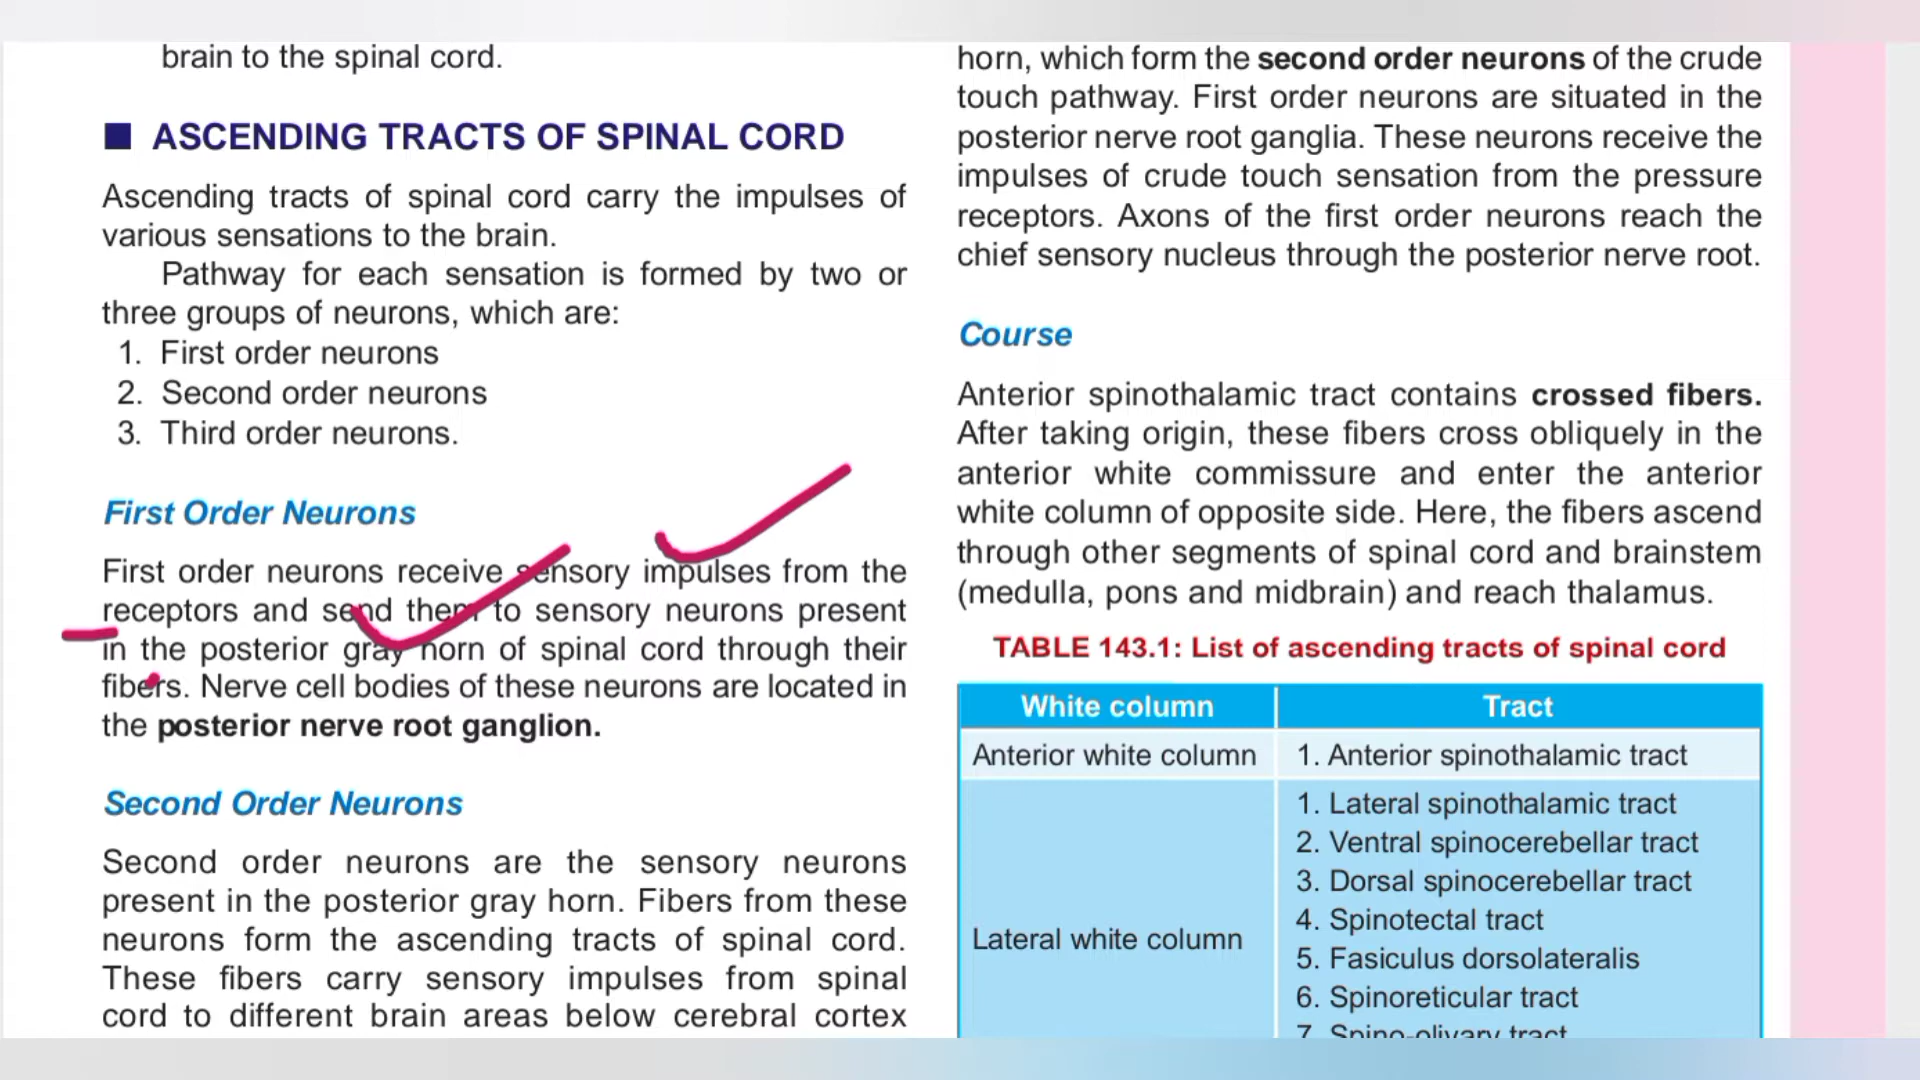 brain to the spinal cord.
■ ASCENDING TRACTS OF SPINAL CORD
Ascending tracts of spinal cord carry the impulses of
various sensations to the brain.
Pathway for each sensation is formed by two or
three groups of neurons, which are:
1. First order neurons
2. Second order neurons
3. Third order neurons.
First Order Neurons
First order neurons receive sensory impulses from the
receptors and send them to sensory neurons present
in the posterior gray horn of spinal cord through their
fibers. Nerve cell bodies of these neurons are located in
the posterior nerve root ganglion.
Second Order Neurons
Second order neurons are the sensory neurons
present in the posterior gray horn. Fibers from these
neurons form the ascending tracts of spinal cord.
These fibers carry sensory impulses from spinal
cord to different brain areas below cerebral cortex
horn, which form the second order neurons of the crude
touch pathway. First order neurons are situated in the
posterior nerve root ganglia. These neurons receive the
impulses of crude touch sensation from the pressure
receptors. Axons of the first order neurons reach the
chief sensory nucleus through the posterior nerve root.
Course
Anterior spinothalamic tract contains crossed fibers.
After taking origin, these fibers cross obliquely in the
anterior white commissure and enter the anterior
white column of opposite side. Here, the fibers ascend
through other segments of spinal cord and brainstem
(medulla, pons and midbrain) and reach thalamus.
TABLE 143.1: List of ascending tracts of spinal cord
White column Tract
Anterior white column 1. Anterior spinothalamic tract
Lateral white column
1. Lateral spinothalamic tract
2. Ventral spinocerebellar tract
3. Dorsal spinocerebellar tract
4. Spinotectal tract
5. Fasiculus dorsolateralis
6. Spinoreticular tract
7. Spino-olivary tract